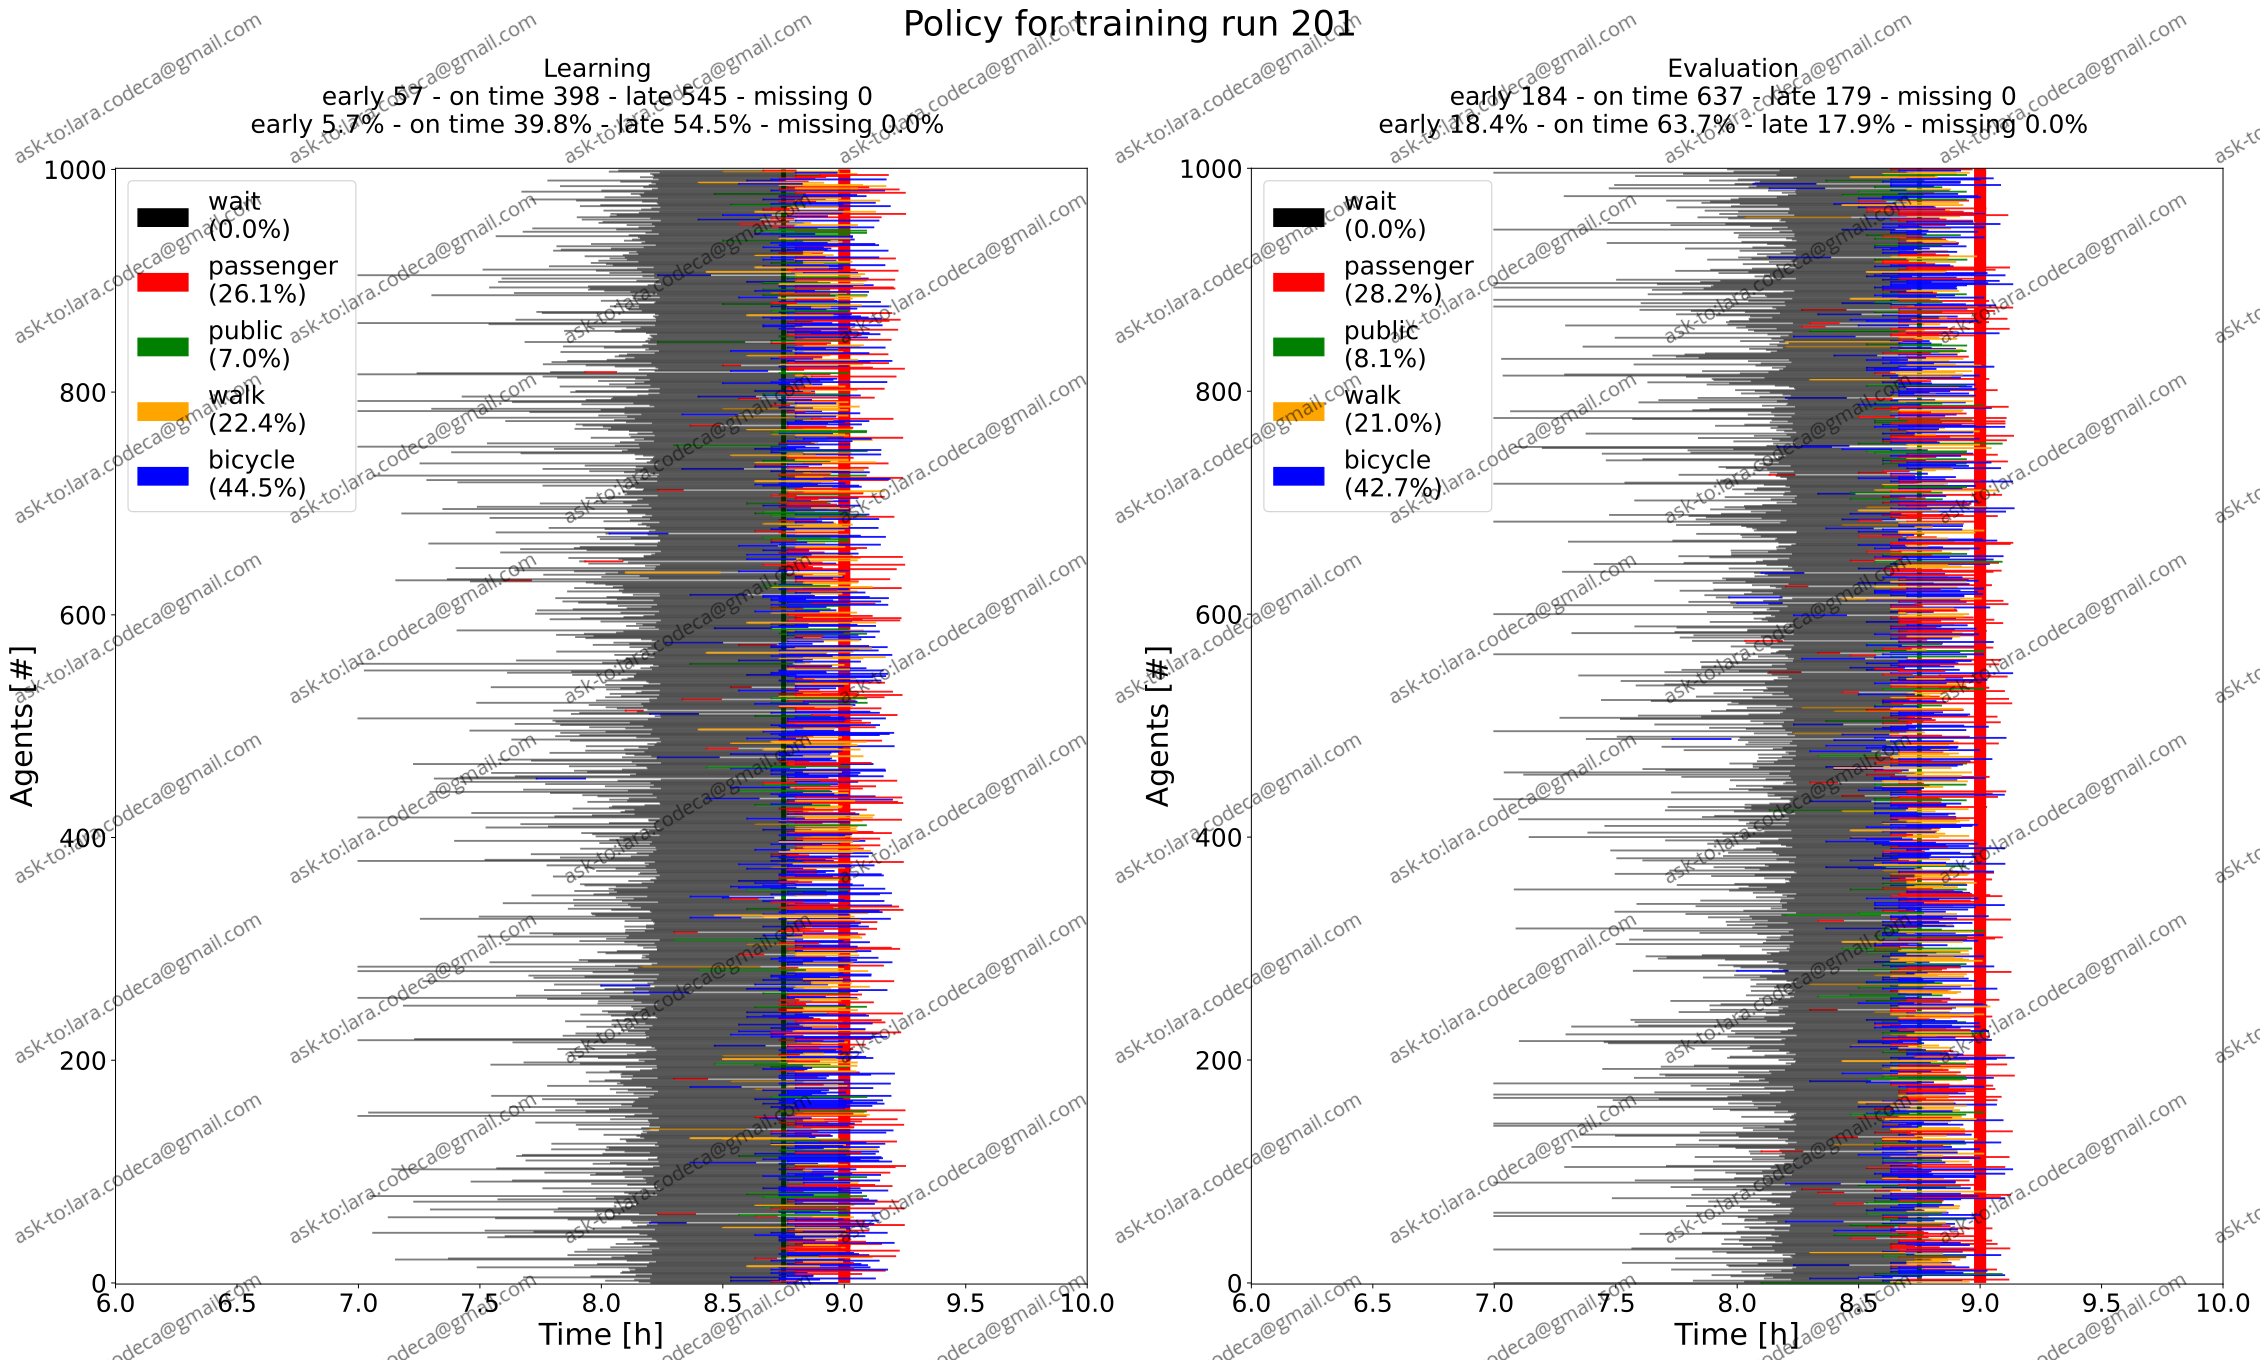 Policy for training run 201
Learning
early 57 - on time 398 - late 545 - missing 0
early 5.7% - on time 39.8% - late 54.5% - missing 0.0%
wait
(0.0%)
passenger
(26.1%)
public
(7.0%)
walk
(22.4%)
bicycle
(44.5%)
Agents [#]
1000
800
600
400
200
0
6.0 6.5 7.0 7.5 8.0 8.5 9.0 9.5 10.0
Time [h]
Evaluation
early 184 - on time 637 - late 179 - missing 0
early 18.4% - on time 63.7% - late 17.9% - missing 0.0%
wait
(0.0%)
passenger
(28.2%)
public
(8.1%)
walk
(21.0%)
bicycle
(42.7%)
Agents [#]
1000
800
600
400
200
0
6.0 6.5 7.0 7.5 8.0 8.5 9.0 9.5 10.0
Time [h]
ask-to:lara.codeca@gmail.com